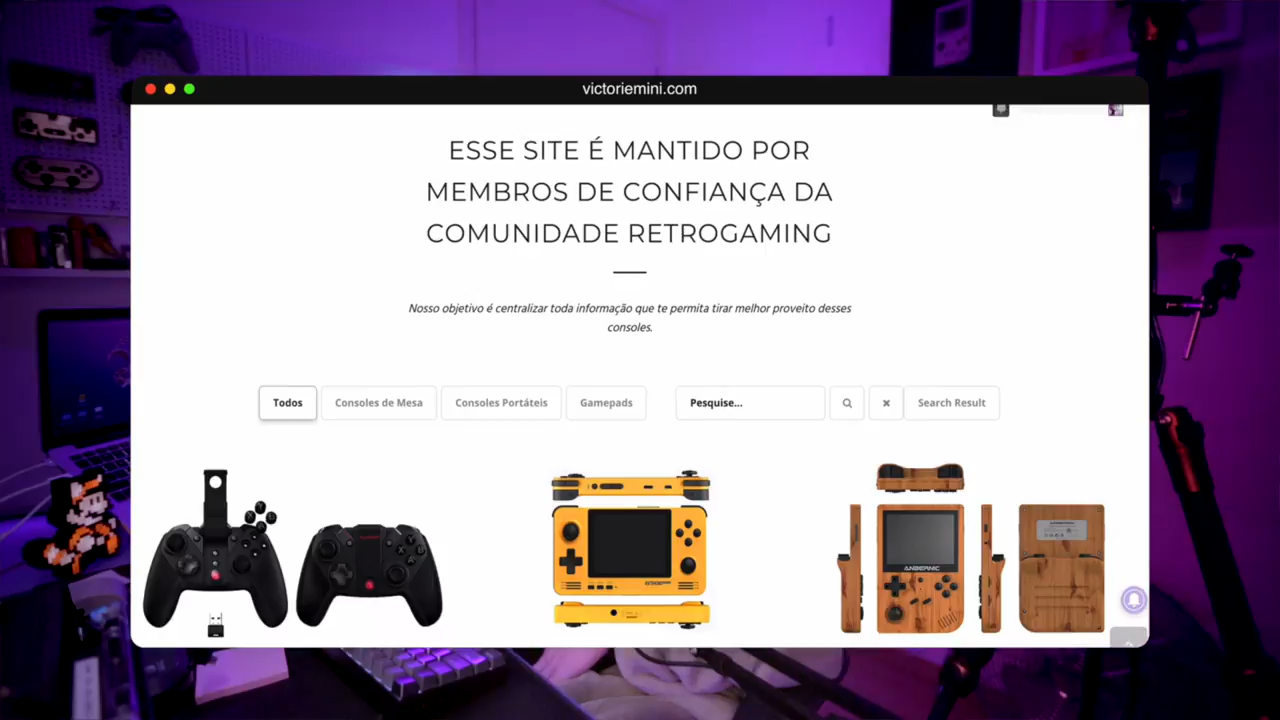 victoriemini.com
ESSE SITE É MANTIDO POR
MEMBROS DE CONFIANÇA DA
COMUNIDADE RETROGAMING
Nosso objetivo é centralizar toda informação que te permita tirar melhor proveito desses
consoles.
Todos
Consoles de Mesa
Consoles Portáteis
Gamepads
Pesquise...
Search Result
ANBERNIC